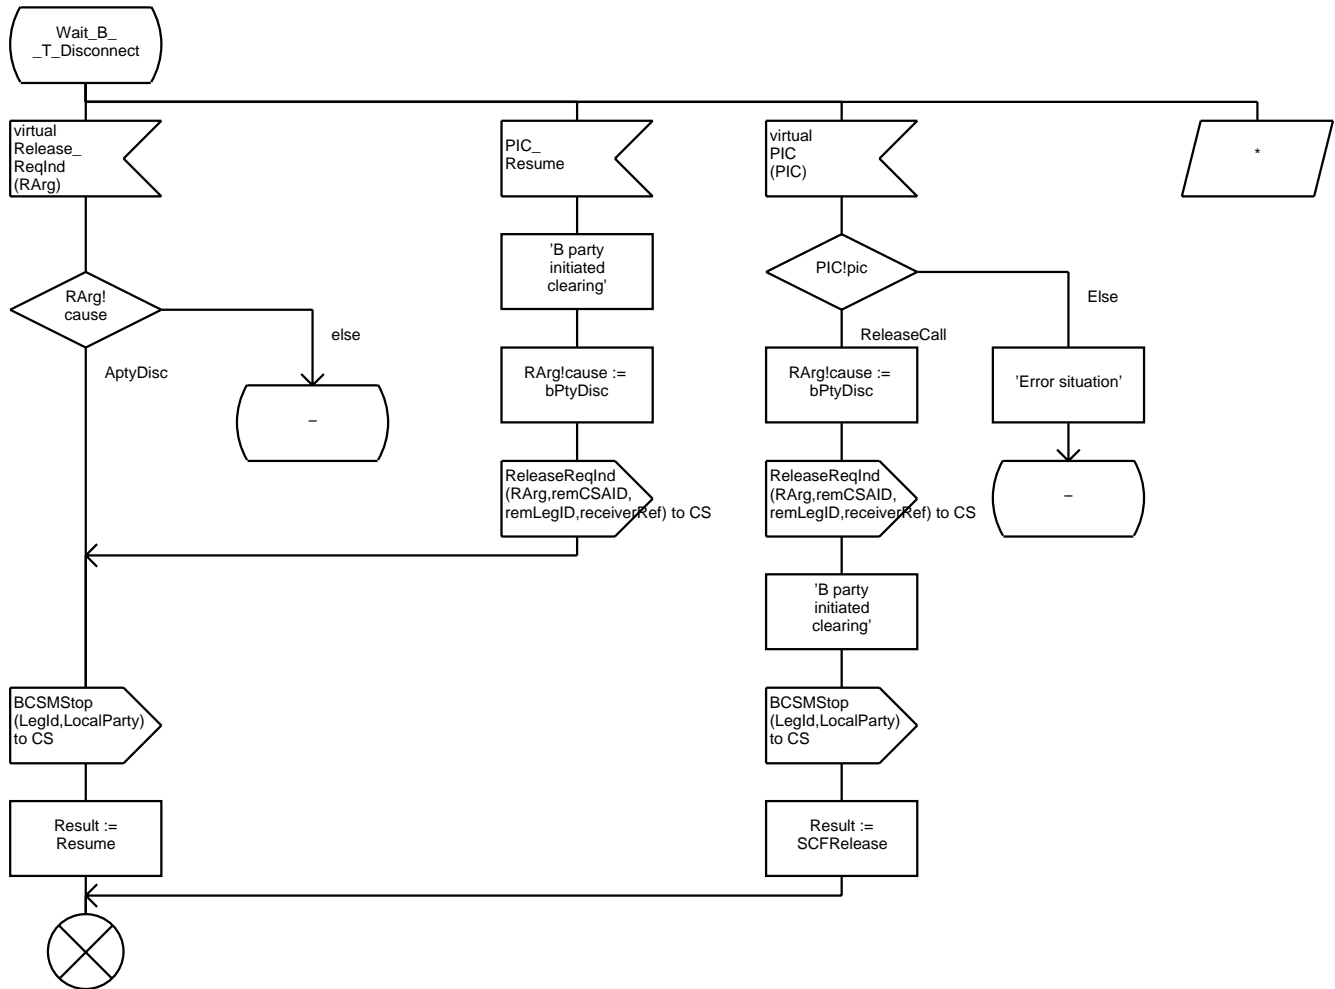 Wait_B_
_T_Disconnect
virtual
Release_
ReqInd
(RArg)
PIC_
Resume
virtual
PIC
(PIC)
*
'B party
initiated
clearing'
PIC!pic
Else
RArg!
cause
else
AptyDisc
ReleaseCall
RArg!cause :=
bPtyDisc
RArg!cause :=
bPtyDisc
'Error situation'
–
ReleaseReqInd
(RArg,remCSAID,
remLegID,receiverRef) to CS
ReleaseReqInd
(RArg,remCSAID,
remLegID,receiverRef) to CS
–
'B party
initiated
clearing'
BCSMStop
(LegId,LocalParty)
to CS
BCSMStop
(LegId,LocalParty)
to CS
Result :=
Resume
Result :=
SCFRelease